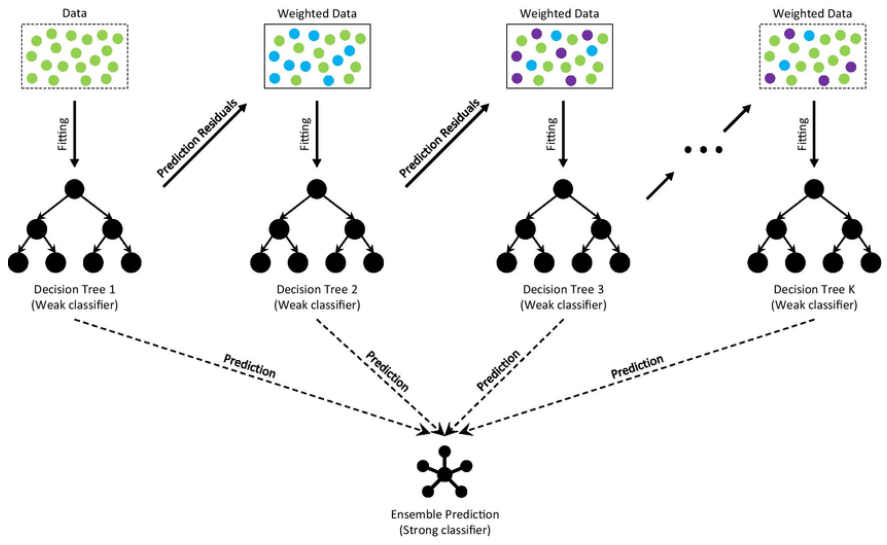 Data
Weighted Data
Weighted Data
Weighted Data
Fitting
Prediction Residuals
Fitting
Prediction Residuals
Fitting
Fitting
Decision Tree 1
(Weak classifier)
Decision Tree 2
(Weak classifier)
Decision Tree 3
(Weak classifier)
Decision Tree K
(Weak classifier)
Prediction
Prediction
Prediction
Prediction
Ensemble Prediction
(Strong classifier)